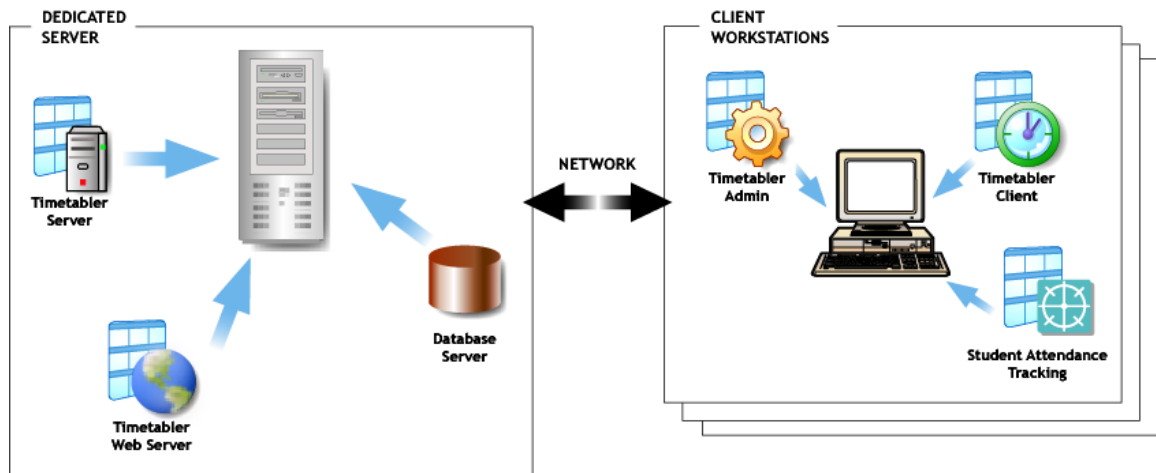 DEDICATED
SERVER
Timetabler
Server
Timetabler
Web Server
Database
Server
NETWORK
CLIENT
WORKSTATIONS
Timetabler
Admin
Timetabler
Client
Student Attendance
Tracking